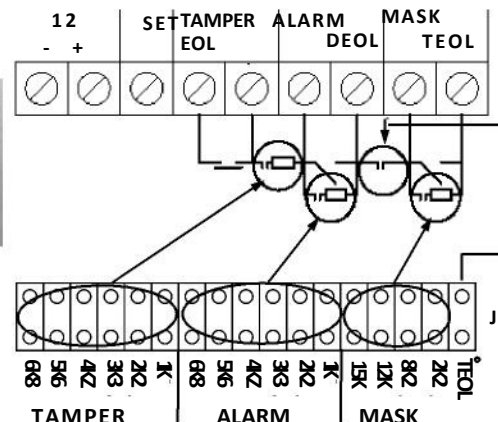 12 SET TAMPER ALARM MASK
- + EOL DEOL TEOL
J
6K8 5K6 4K7 3K3 2K2 1K 6K8 5K6 4K7 3K3 2K2 1K 15K 12K 8K2 2K2 TEOL
TAMPER ALARM MASK